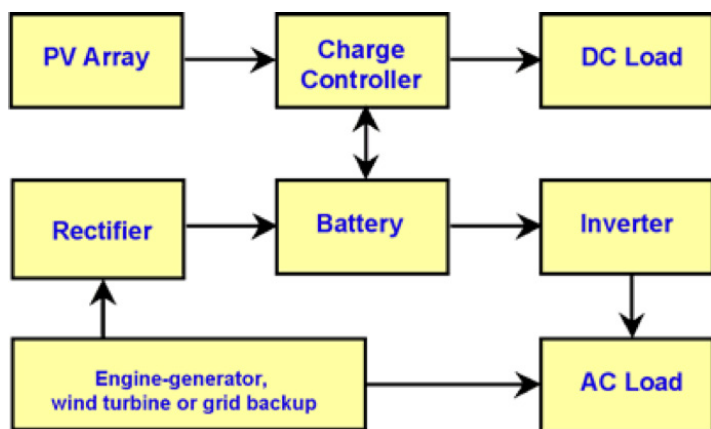 PV Array
Charge
Controller
DC Load
Rectifier
Battery
Inverter
Engine-generator,
wind turbine or grid backup
AC Load